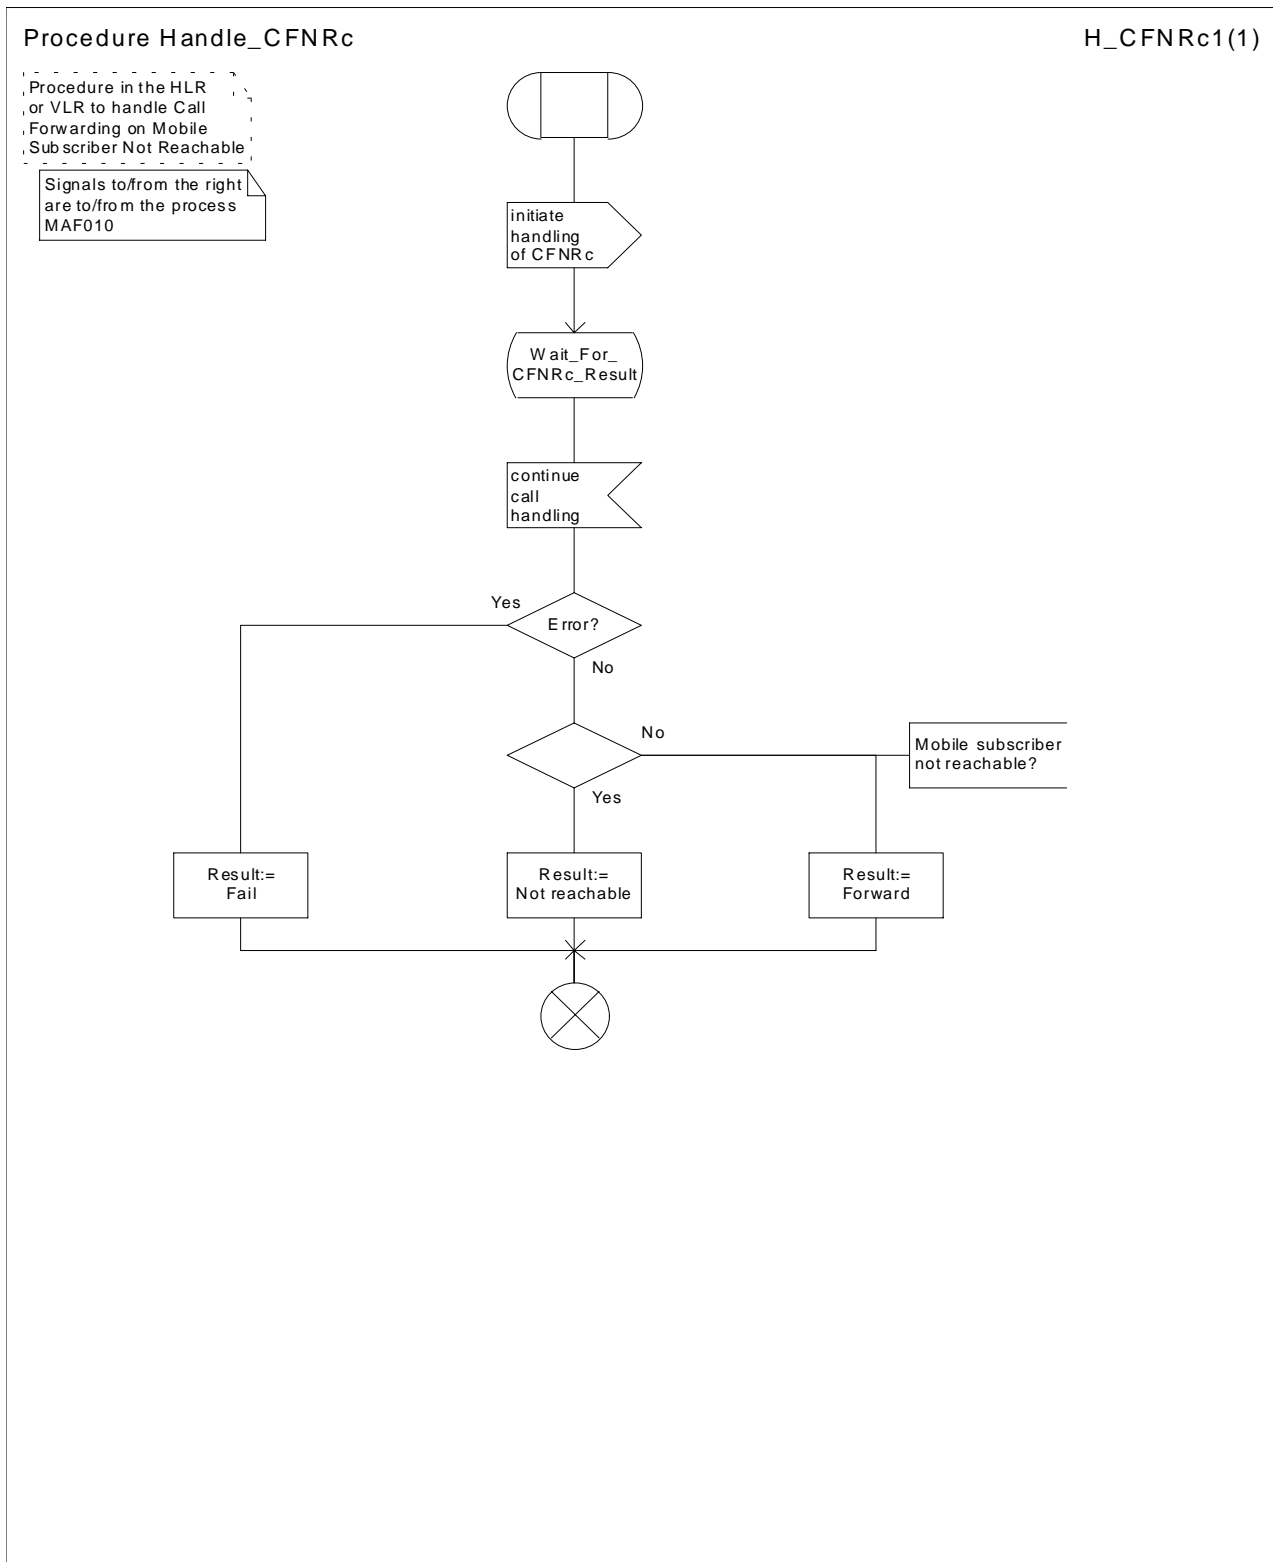 Procedure Handle_CFNRc
H_CFNRc1(1)
Procedure in the HLR
or VLR to handle Call
Forwarding on Mobile
Subscriber Not Reachable
Signals to/from the right
are to/from the process
MAF010
initiate
handling
of CFNRc
Wait_For_
CFNRc_Result
continue
call
handling
Yes
Error?
No
No
Mobile subscriber
not reachable?
Yes
Result:=
Fail
Result:=
Not reachable
Result:=
Forward